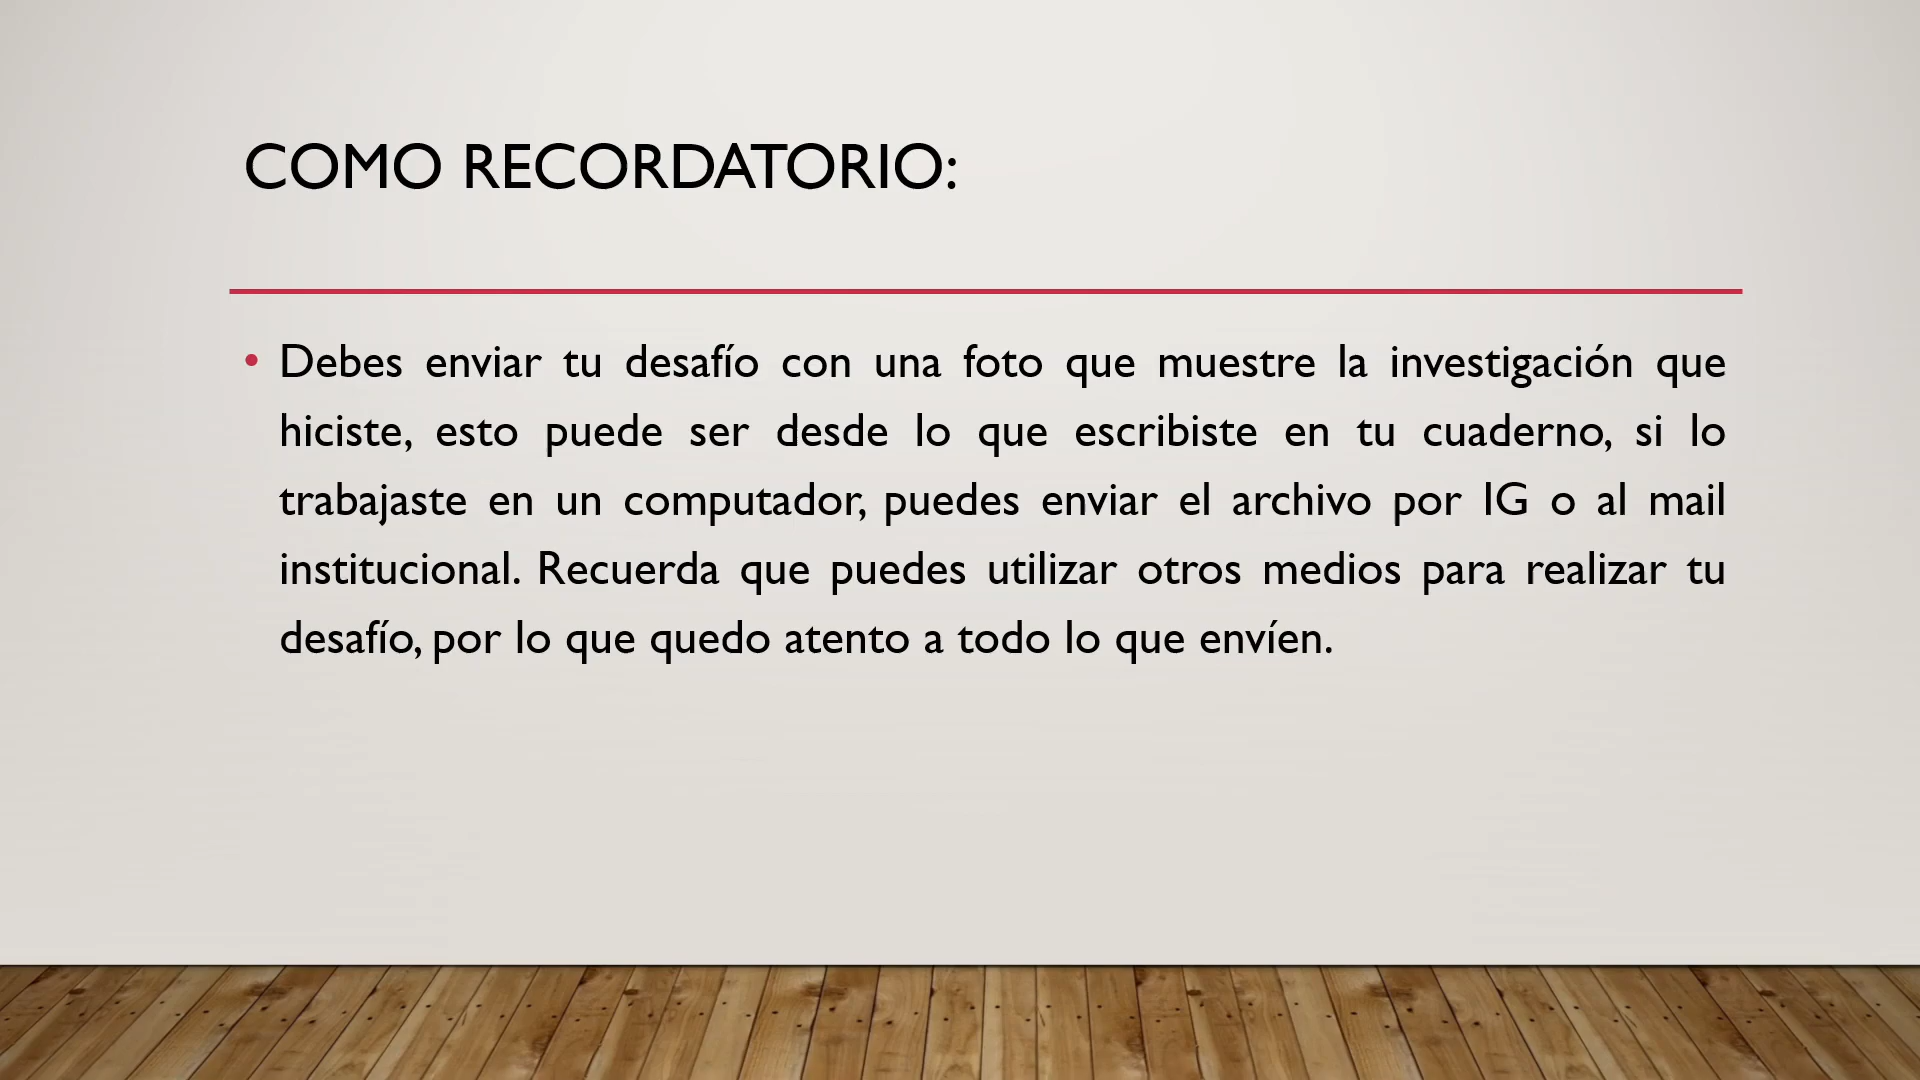 COMO RECORDATORIO:
• Debes enviar tu desafío con una foto que muestre la investigación que
hiciste, esto puede ser desde lo que escribiste en tu cuaderno, si lo
trabajaste en un computador, puedes enviar el archivo por IG o al mail
institucional. Recuerda que puedes utilizar otros medios para realizar tu
desafío, por lo que quedo atento a todo lo que envíen.